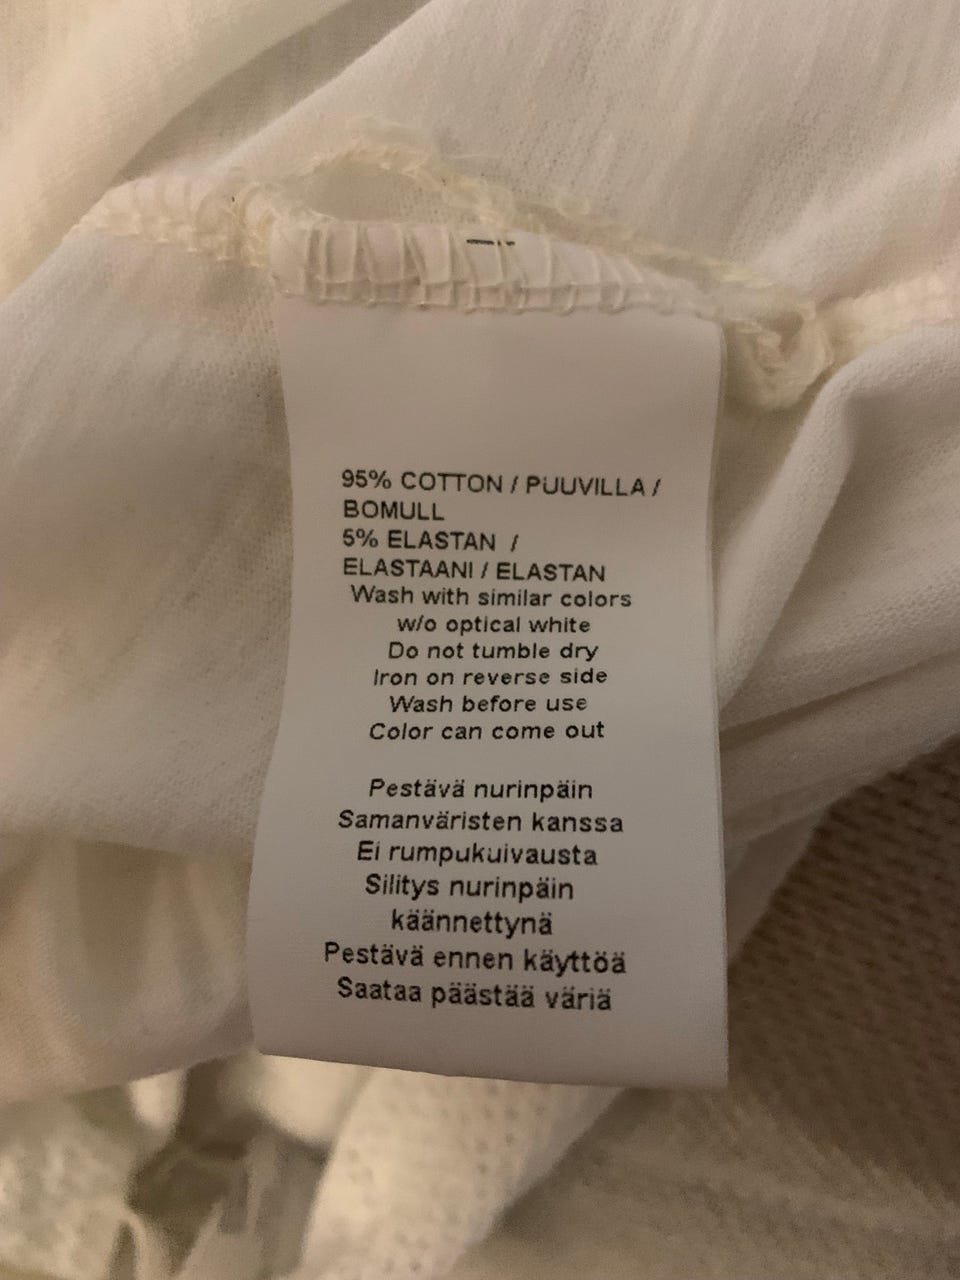 95% COTTON / PUUVILLA /
BOMULL
5% ELASTAN /
ELASTAANI / ELASTAN
Wash with similar colors
w/o optical white
Do not tumble dry
Iron on reverse side
Wash before use
Color can come out
Pestävä nurinpäin
Samanväristen kanssa
Ei rumpukuivausta
Silitys nurinpäin
käännettynä
Pestävä ennen käyttöä
Saataa päästää väriä